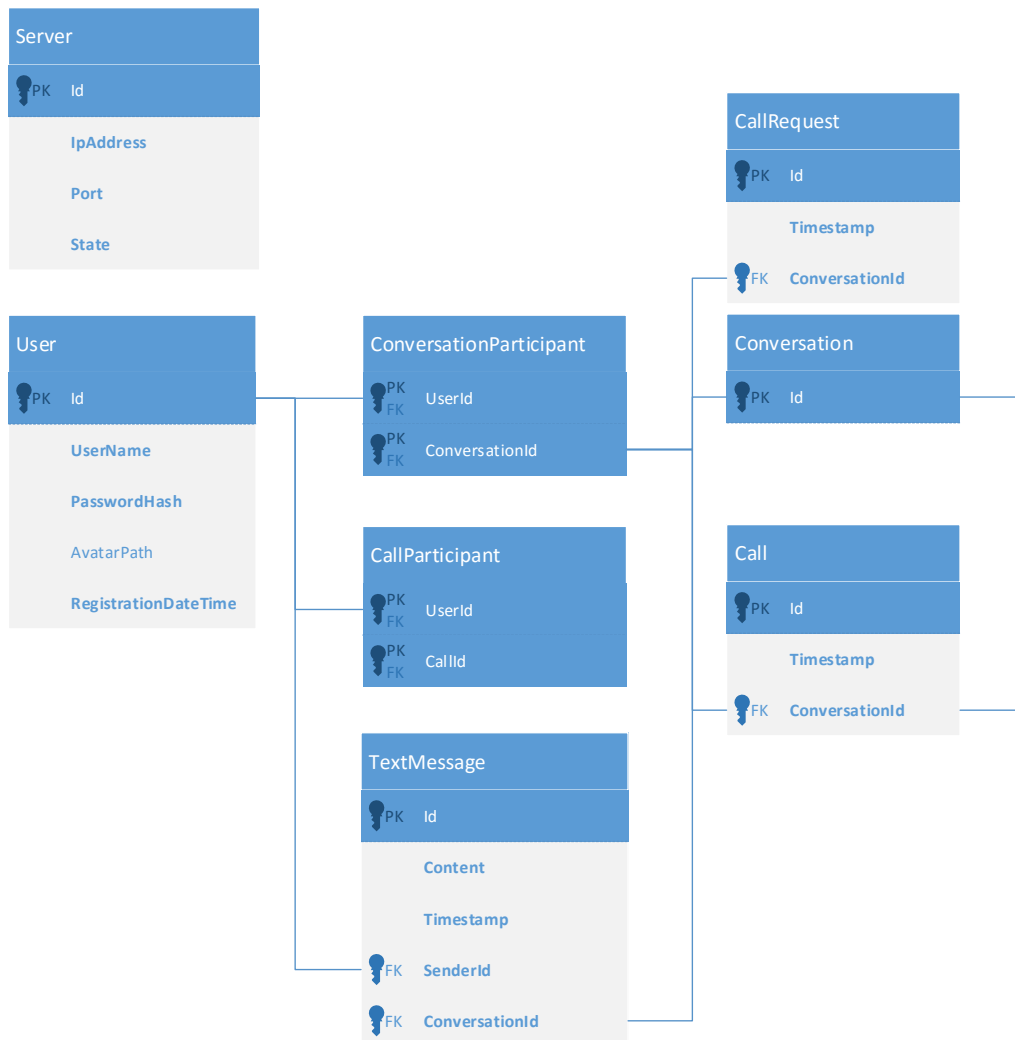 Server
PK Id
IpAddress
Port
State
User
PK Id
UserName
PasswordHash
AvatarPath
RegistrationDateTime
ConversationParticipant
PK
FK UserId
PK
FK ConversationId
CallParticipant
PK
FK UserId
PK
FK CallId
TextMessage
PK Id
Content
Timestamp
FK SenderId
FK ConversationId
CallRequest
PK Id
Timestamp
FK ConversationId
Conversation
PK Id
Call
PK Id
Timestamp
FK ConversationId